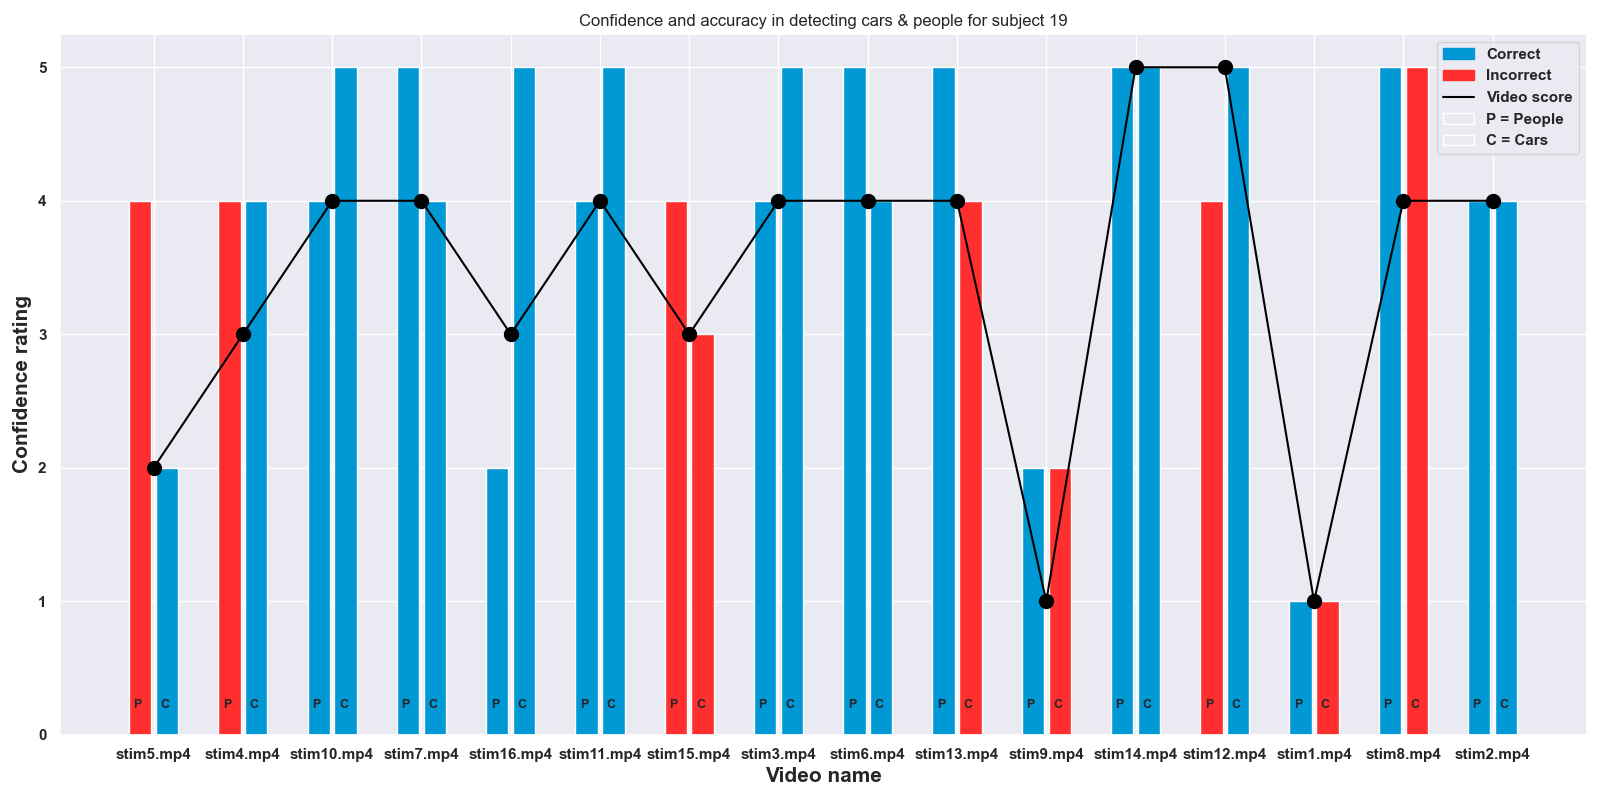 Confidence and accuracy in detecting cars & people for subject 19
Correct
Incorrect
Video score
P = People
C = Cars
5
4
3
2
1
0
Confidence rating
P C P C P C P C P C P C P C P C P C P C P C P C P C P C P C P C
stim5.mp4 stim4.mp4 stim10.mp4 stim7.mp4 stim16.mp4 stim11.mp4 stim15.mp4 stim3.mp4 stim6.mp4 stim13.mp4 stim9.mp4 stim14.mp4 stim12.mp4 stim1.mp4 stim8.mp4 stim2.mp4
Video name